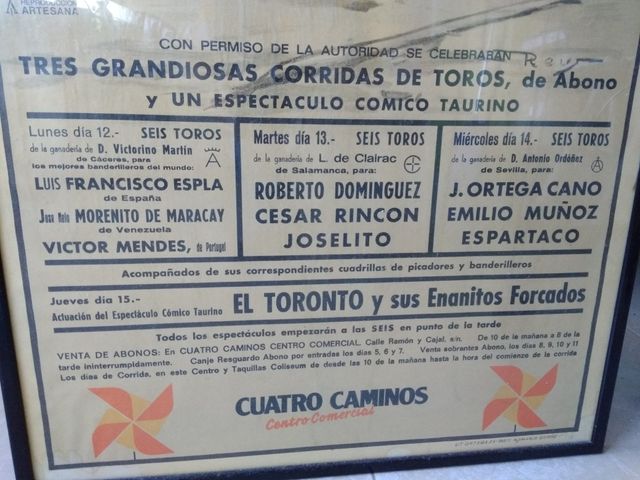 REPRODUCCION
ARTESANA
CON PERMISO DE LA AUTORIDAD SE CELEBRARAN
TRES GRANDIOSAS CORRIDAS DE TOROS, de Abono
y UN ESPECTACULO COMICO TAURINO
Lunes día 12.- SEIS TOROS
de la ganadería de D. Victorino Martín
de Cáceres, para
los mejores banderilleros del mundo:
LUIS FRANCISCO ESPLA
de España
José Nelo MORENITO DE MARACAY
de Venezuela
VICTOR MENDES, de Portugal
Martes día 13.- SEIS TOROS
de la ganadería de L. de Clairac
de Salamanca, para:
ROBERTO DOMINGUEZ
CESAR RINCON
JOSELITO
Miércoles día 14.- SEIS TOROS
de la ganadería de D. Antonio Ordóñez
de Sevilla, para:
J. ORTEGA CANO
EMILIO MUÑOZ
ESPARTACO
Acompañados de sus correspondientes cuadrillas de picadores y banderilleros
Jueves día 15.-
Actuación del Espectáculo Cómico Taurino EL TORONTO y sus Enanitos Forcados
Todos los espectáculos empezarán a las SEIS en punto de la tarde
VENTA DE ABONOS: En CUATRO CAMINOS CENTRO COMERCIAL. Calle Ramón y Cajal, s/n. De 10 de la mañana a 8 de la
tarde ininterrumpidamente. Canje Resguardo Abono por entradas los días 5, 6 y 7. Venta sobrantes Abono, los días 8, 9, 10 y 11
Los días de Corrida, en este Centro y Taquillas Coliseum de desde las 10 de la mañana hasta la hora del comienzo de la corrida
CUATRO CAMINOS
Centro Comercial